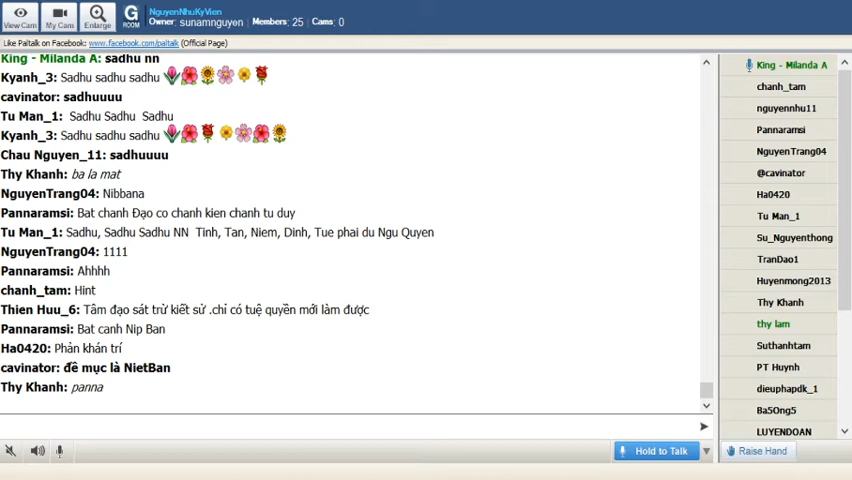 View Cam
My Cam
Enlarge
G
ROOM
NguyenNhuKyVien
Owner: sunamnguyen , Members: 25 , Cams: 0
Like Paltalk on Facebook: www.facebook.com/paltalk (Official Page)
King - Milanda A: sadhu nn
Kyanh_3: Sadhu sadhu sadhu
cavinator: sadhuuuu
Tu Man_1: Sadhu Sadhu Sadhu
Kyanh_3: Sadhu sadhu sadhu
Chau Nguyen_11: sadhuuuu
Thy Khanh: ba la mat
NguyenTrang04: Nibbana
Pannaramsi: Bat chanh Đạo co chanh kien chanh tu duy
Tu Man_1: Sadhu, Sadhu Sadhu NN Tinh, Tan, Niem, Dinh, Tue phai du Ngu Quyen
NguyenTrang04: 1111
Pannaramsi: Ahhhh
chanh_tam: Hint
Thien Huu_6: Tâm đạo sát trừ kiết sử .chỉ có tuệ quyền mới làm được
Pannaramsi: Bat canh Nip Ban
Ha0420: Phản khán trí
cavinator: đề mục là NietBan
Thy Khanh: panna
Hold to Talk
King - Milanda A
chanh_tam
nguyennhu11
Pannaramsi
NguyenTrang04
@cavinator
Ha0420
Tu Man_1
Su_Nguyenthong
TranDao1
Huyenmong2013
Thy Khanh
thy lam
Suthanhtam
PT Huynh
dieuphapdk_1
Ba5Ong5
LUYENDOAN
Raise Hand